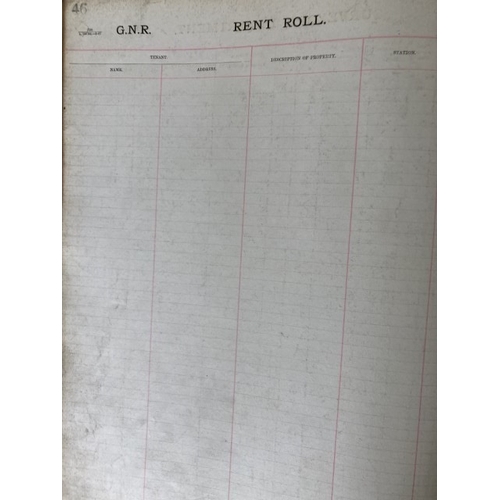 46
G.N.R. RENT ROLL.
TENANT. DESCRIPTION OF PROPERTY. STATION.
NAME. ADDRESS.